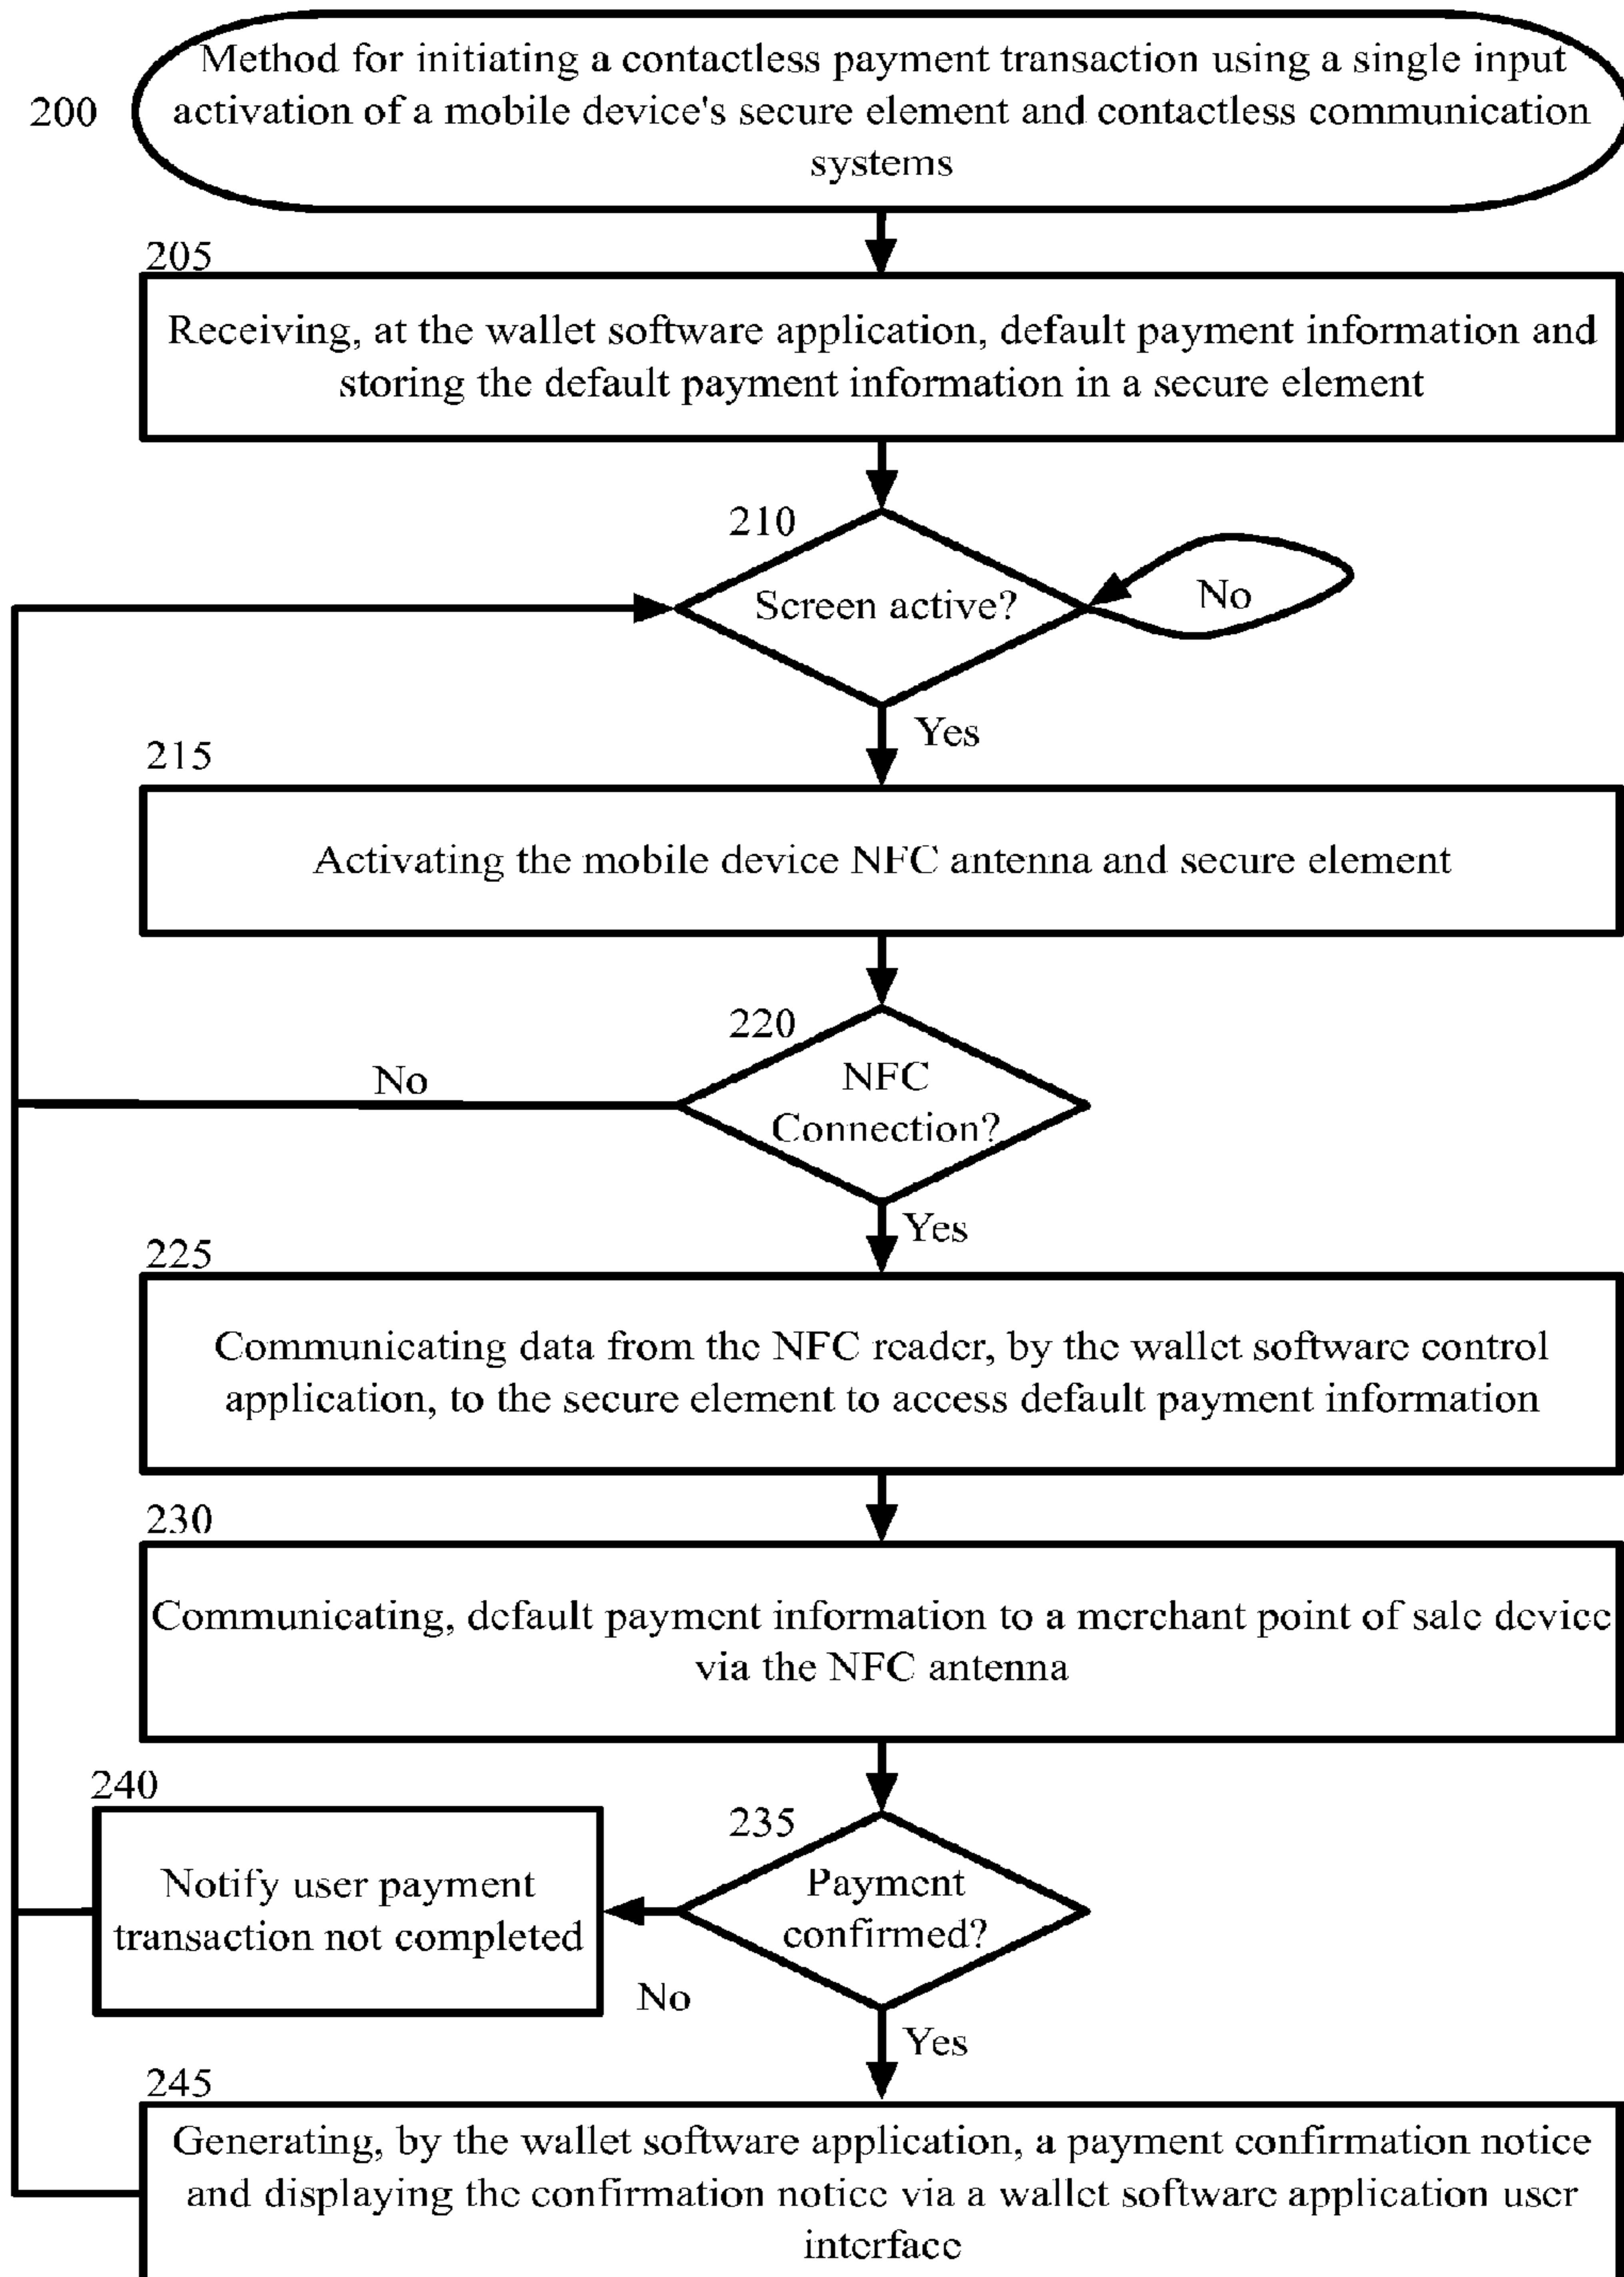 Method for initiating a contactless payment transaction using a single input
200
activation of a mobile device's secure element and contactless communication
systems
205
Receiving, at the wallet software application, default payment information and
storing the default payment information in a secure element
210
Screen active?
No
Yes
215
Activating the mobile device NFC antenna and secure element
220
NFC
Connection?
No
Yes
225
Communicating data from the NFC reader, by the wallet software control
application, to the secure element to access default payment information
230
Communicating, default payment information to a merchant point of sale device
via the NFC antenna
235
Payment
confirmed?
240
Notify user payment
transaction not completed
No
Yes
245
Generating, by the wallet software application, a payment confirmation notice
and displaying the confirmation notice via a wallet software application user
interface